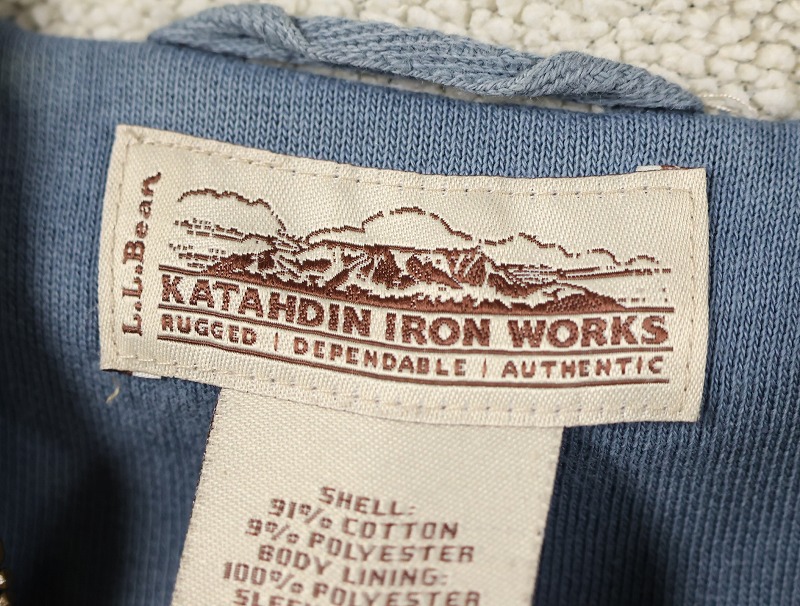 L.L.Bean
KATAHDIN IRON WORKS
RUGGED | DEPENDABLE | AUTHENTIC
SHELL:
91% COTTON
9% POLYESTER
BODY LINING:
100% POLYESTER